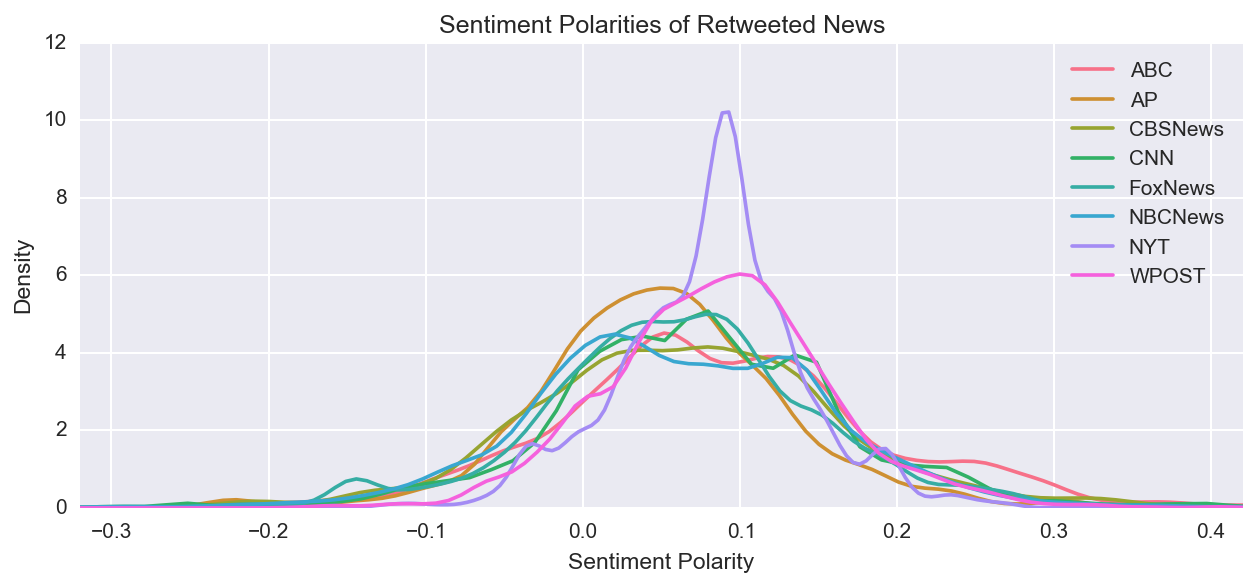 Sentiment Polarities of Retweeted News
12
10
8
6
4
2
0
Density
−0.3 −0.2 −0.1 0.0 0.1 0.2 0.3 0.4
Sentiment Polarity
ABC
AP
CBSNews
CNN
FoxNews
NBCNews
NYT
WPOST